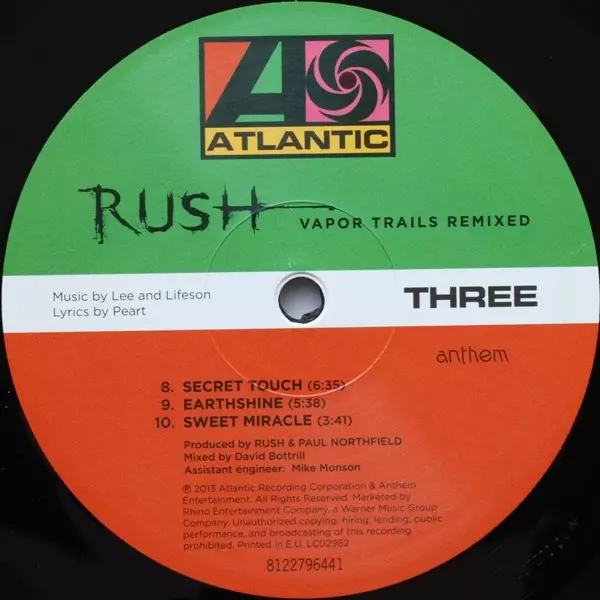 ATLANTIC
RUSH VAPOR TRAILS REMIXED
Music by Lee and Lifeson
Lyrics by Peart
THREE
anthem
8. SECRET TOUCH (6:35)
9. EARTHSHINE (5:38)
10. SWEET MIRACLE (3:41)
Produced by RUSH & PAUL NORTHFIELD
Mixed by David Bottrill
Assistant engineer: Mike Monson
℗ 2013 Atlantic Recording Corporation & Anthem
Entertainment. All Rights Reserved. Marketed by
Rhino Entertainment Company, a Warner Music Group
Company. Unauthorized copying, hiring, lending, public
performance, and broadcasting of this recording
prohibited. Printed in E.U. LC02982
8122796441